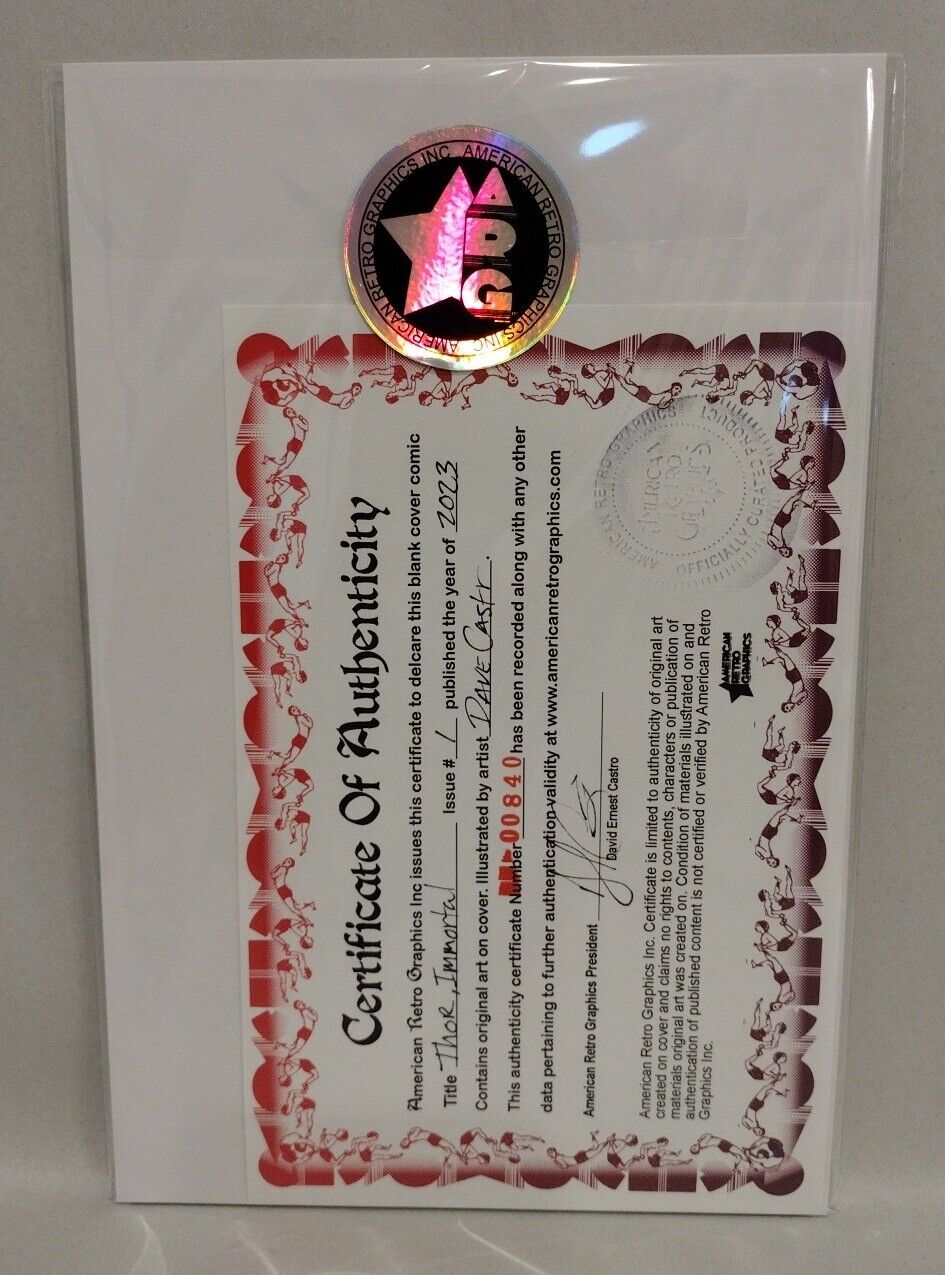 AMERICAN RETRO GRAPHICS INC. AMERICAN RETRO GRAPHICS INC.
ARG
Certificate Of Authenticity
American Retro Graphics Inc issues this certificate to delcare this blank cover comic
Title Thor, Immortal Issue # 1 published the year of 2023
Contains original art on cover. Illustrated by artist Dave Castr.
This authenticity certificate Number 00840 has been recorded along with any other
data pertaining to further authentication validity at www.americanretrographics.com
American Retro Graphics President
David Ernest Castro
American Retro Graphics Inc. Certificate is limited to authenticity of original art
created on cover and claims no rights to contents, characters or publication of
materials original art was created on. Condition of materials illustrated on and
authentication of published content is not certified or verified by American Retro
Graphics Inc.
AMERICAN
RETRO
GRAPHICS
AMERICAN RETRO GRAPHICS
OFFICIALLY CURATED PRODUCT
AMERICAN
RETRO